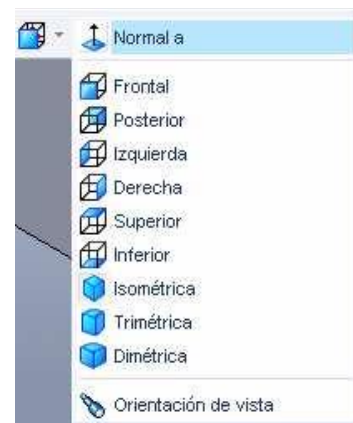 Normal a
Frontal
Posterior
Izquierda
Derecha
Superior
Inferior
Isométrica
Trimétrica
Dimétrica
Orientación de vista